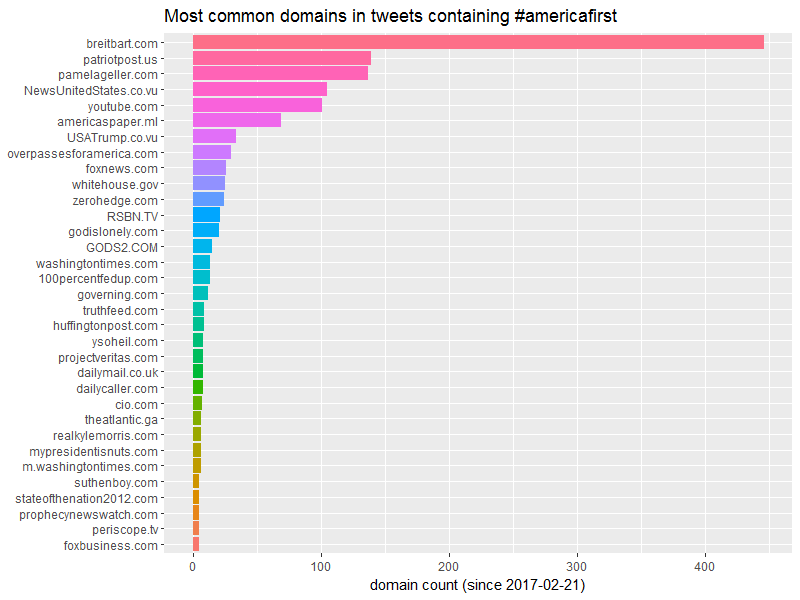 Most common domains in tweets containing #americafirst
breitbart.com
patriotpost.us
pamelageller.com
NewsUnitedStates.co.vu
youtube.com
americaspaper.ml
USATrump.co.vu
overpassesforamerica.com
foxnews.com
whitehouse.gov
zerohedge.com
RSBN.TV
godislonely.com
GODS2.COM
washingtontimes.com
100percentfedup.com
governing.com
truthfeed.com
huffingtonpost.com
ysoheil.com
projectveritas.com
dailymail.co.uk
dailycaller.com
cio.com
theatlantic.ga
realkylemorris.com
mypresidentisnuts.com
m.washingtontimes.com
suthenboy.com
stateofthenation2012.com
prophecynewswatch.com
periscope.tv
foxbusiness.com
0 100 200 300 400
domain count (since 2017-02-21)